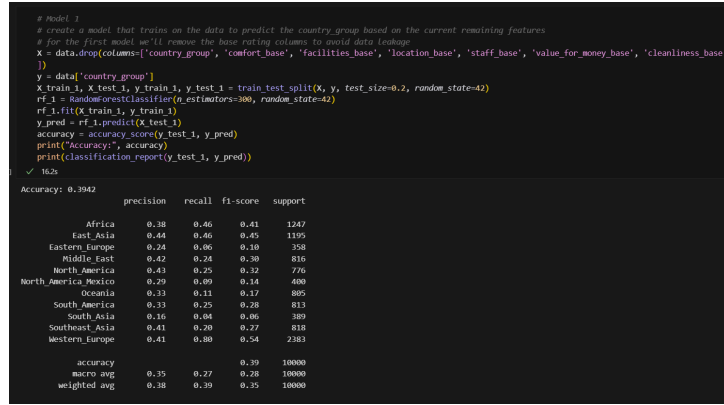 # Model 1
# create a model that trains on the data to predict the country_group based on the current remaining features
# for the first model we'll remove the base rating columns to avoid data leakage
X = data.drop(columns=['country_group', 'comfort_base', 'facilities_base', 'location_base', 'staff_base', 'value_for_money_base', 'cleanliness_base
])
y = data['country_group']
X_train_1, X_test_1, y_train_1, y_test_1 = train_test_split(X, y, test_size=0.2, random_state=42)
rf_1 = RandomForestClassifier(n_estimators=300, random_state=42)
rf_1.fit(X_train_1, y_train_1)
y_pred = rf_1.predict(X_test_1)
accuracy = accuracy_score(y_test_1, y_pred)
print("Accuracy:", accuracy)
print(classification_report(y_test_1, y_pred))
] ✓ 16.2s
Accuracy: 0.3942
precision recall f1-score support
Africa 0.38 0.46 0.41 1247
East_Asia 0.44 0.46 0.45 1195
Eastern_Europe 0.24 0.06 0.10 358
Middle_East 0.42 0.24 0.30 816
North_America 0.43 0.25 0.32 776
North_America_Mexico 0.29 0.09 0.14 400
Oceania 0.33 0.11 0.17 805
South_America 0.33 0.25 0.28 813
South_Asia 0.16 0.04 0.06 389
Southeast_Asia 0.41 0.20 0.27 818
Western_Europe 0.41 0.80 0.54 2383
accuracy 0.39 10000
macro avg 0.35 0.27 0.28 10000
weighted avg 0.38 0.39 0.35 10000